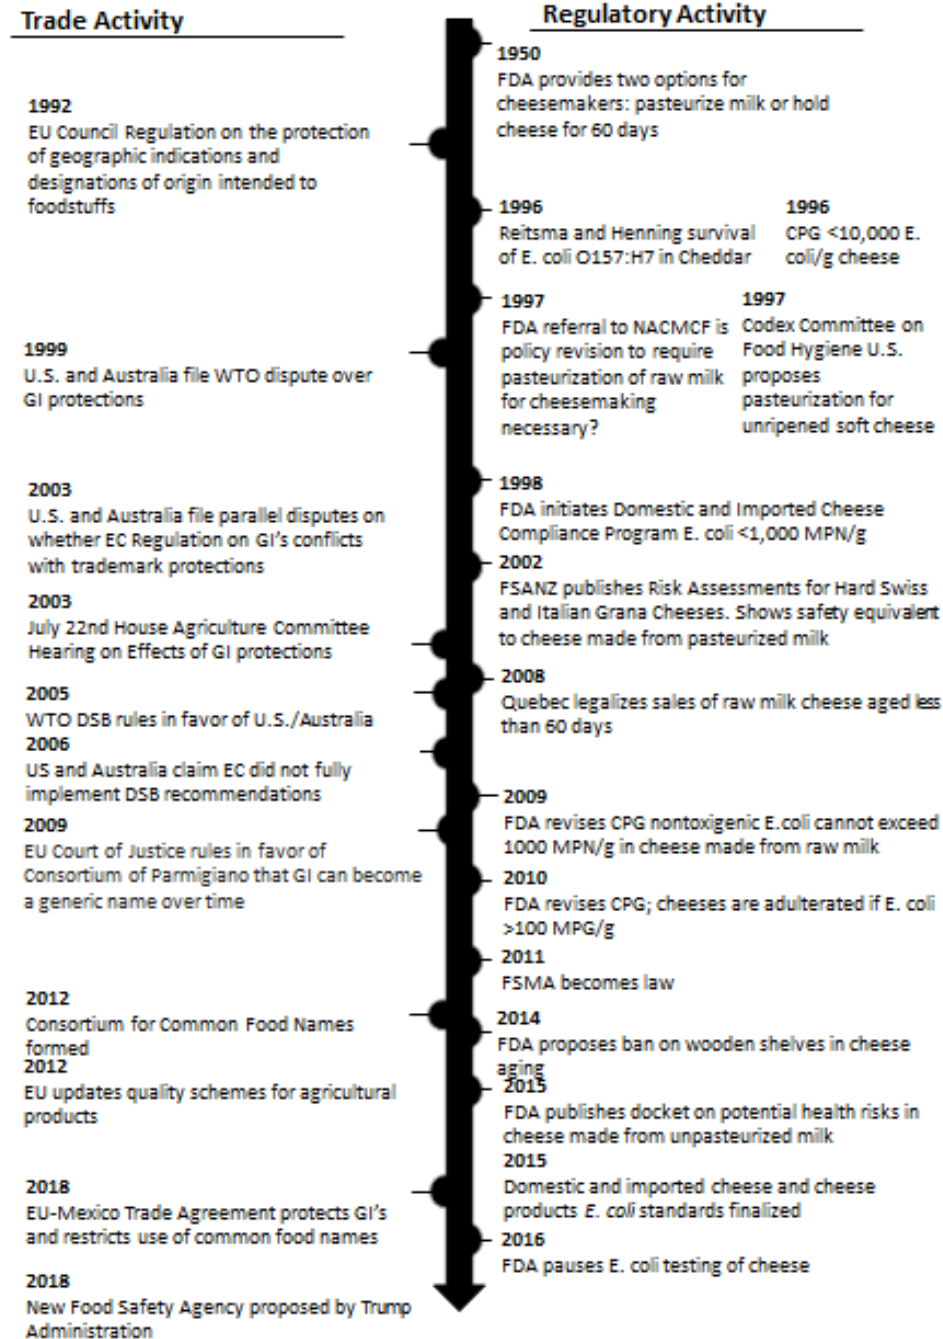 Trade Activity
1992
EU Council Regulation on the protection
of geographic indications and
designations of origin intended to
foodstuffs
1999
U.S. and Australia file WTO dispute over
GI protections
2003
U.S. and Australia file parallel disputes on
whether EC Regulation on GI's conflicts
with trademark protections
2003
July 22nd House Agriculture Committee
Hearing on Effects of GI protections
2005
WTO DSB rules in favor of U.S./Australia
2006
US and Australia claim EC did not fully
implement DSB recommendations
2009
EU Court of Justice rules in favor of
Consortium of Parmigiano that GI can become
a generic name over time
2012
Consortium for Common Food Names
formed
2012
EU updates quality schemes for agricultural
products
2018
EU-Mexico Trade Agreement protects GI's
and restricts use of common food names
2018
New Food Safety Agency proposed by Trump
Administration
Regulatory Activity
1950
FDA provides two options for
cheesemakers: pasteurize milk or hold
cheese for 60 days
1996
Reitsma and Henning survival
of E. coli O157:H7 in Cheddar
1996
CPG <10,000 E.
coli/g cheese
1997
FDA referral to NACMCF is
policy revision to require
pasteurization of raw milk
for cheesemaking
necessary?
1997
Codex Committee on
Food Hygiene U.S.
proposes
pasteurization for
unripened soft cheese
1998
FDA initiates Domestic and Imported Cheese
Compliance Program E. coli <1,000 MPN/g
2002
FSANZ publishes Risk Assessments for Hard Swiss
and Italian Grana Cheeses. Shows safety equivalent
to cheese made from pasteurized milk
2008
Quebec legalizes sales of raw milk cheese aged less
than 60 days
2009
FDA revises CPG nontoxigenic E.coli cannot exceed
1000 MPN/g in cheese made from raw milk
2010
FDA revises CPG; cheeses are adulterated if E. coli
>100 MPG/g
2011
FSMA becomes law
2014
FDA proposes ban on wooden shelves in cheese
aging
2015
FDA publishes docket on potential health risks in
cheese made from unpasteurized milk
2015
Domestic and imported cheese and cheese
products E. coli standards finalized
2016
FDA pauses E. coli testing of cheese